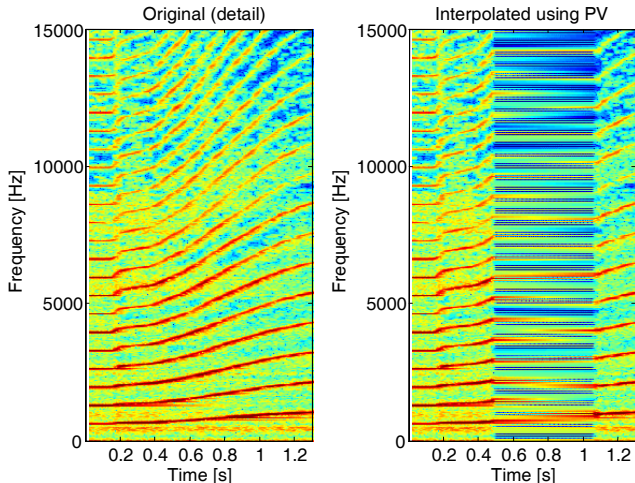 Original (detail)
15000
10000
5000
0
Frequency [Hz]
0.2 0.4 0.6 0.8 1 1.2
Time [s]
Interpolated using PV
15000
10000
5000
0
Frequency [Hz]
0.2 0.4 0.6 0.8 1 1.2
Time [s]